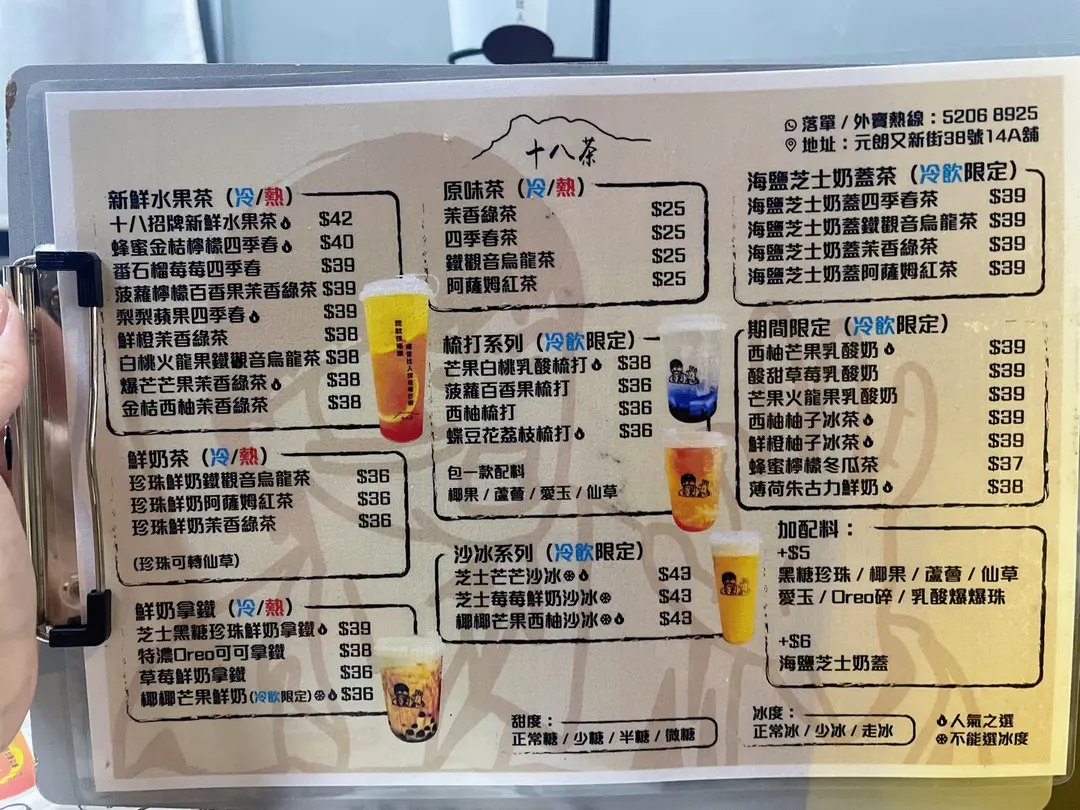 十八茶
落單 / 外賣熱線：5206 8925
地址：元朗又新街38號14A舖
新鮮水果茶（冷/熱）
十八招牌新鮮水果茶 $42
蜂蜜金桔檸檬四季春 $40
番石榴莓莓四季春 $39
菠蘿檸檬百香果茉香綠茶 $39
梨梨蘋果四季春 $39
鮮橙茉香綠茶 $38
白桃火龍果鐵觀音烏龍茶 $38
爆芒芒果茉香綠茶 $38
金桔西柚茉香綠茶 $38
鮮奶茶（冷/熱）
珍珠鮮奶鐵觀音烏龍茶 $36
珍珠鮮奶阿薩姆紅茶 $36
珍珠鮮奶茉香綠茶 $36
(珍珠可轉仙草)
鮮奶拿鐵（冷/熱）
芝士黑糖珍珠鮮奶拿鐵 $39
特濃Oreo可可拿鐵 $38
草莓鮮奶拿鐵 $36
椰椰芒果鮮奶(冷飲限定) $36
原味茶（冷/熱）
茉香綠茶 $25
四季春茶 $25
鐵觀音烏龍茶 $25
阿薩姆紅茶 $25
梳打系列（冷飲限定）
芒果白桃乳酸梳打 $38
菠蘿百香果梳打 $36
西柚梳打 $36
蝶豆花荔枝梳打 $36
包一款配料
椰果 / 蘆薈 / 愛玉 / 仙草
沙冰系列（冷飲限定）
芝士芒芒沙冰 $43
芝士莓莓鮮奶沙冰 $43
椰椰芒果西柚沙冰 $43
甜度：
正常糖 / 少糖 / 半糖 / 微糖
海鹽芝士奶蓋茶（冷飲限定）
海鹽芝士奶蓋四季春茶 $39
海鹽芝士奶蓋鐵觀音烏龍茶 $39
海鹽芝士奶蓋茉香綠茶 $39
海鹽芝士奶蓋阿薩姆紅茶 $39
期間限定（冷飲限定）
西柚芒果乳酸奶 $39
酸甜草莓乳酸奶 $39
芒果火龍果乳酸奶 $39
西柚柚子冰茶 $39
鮮橙柚子冰茶 $39
蜂蜜檸檬冬瓜茶 $37
薄荷朱古力鮮奶 $38
加配料：
+$5
黑糖珍珠 / 椰果 / 蘆薈 / 仙草
愛玉 / Oreo碎 / 乳酸爆爆珠
+$6
海鹽芝士奶蓋
冰度：
正常冰 / 少冰 / 走冰
人氣之選
不能選冰度